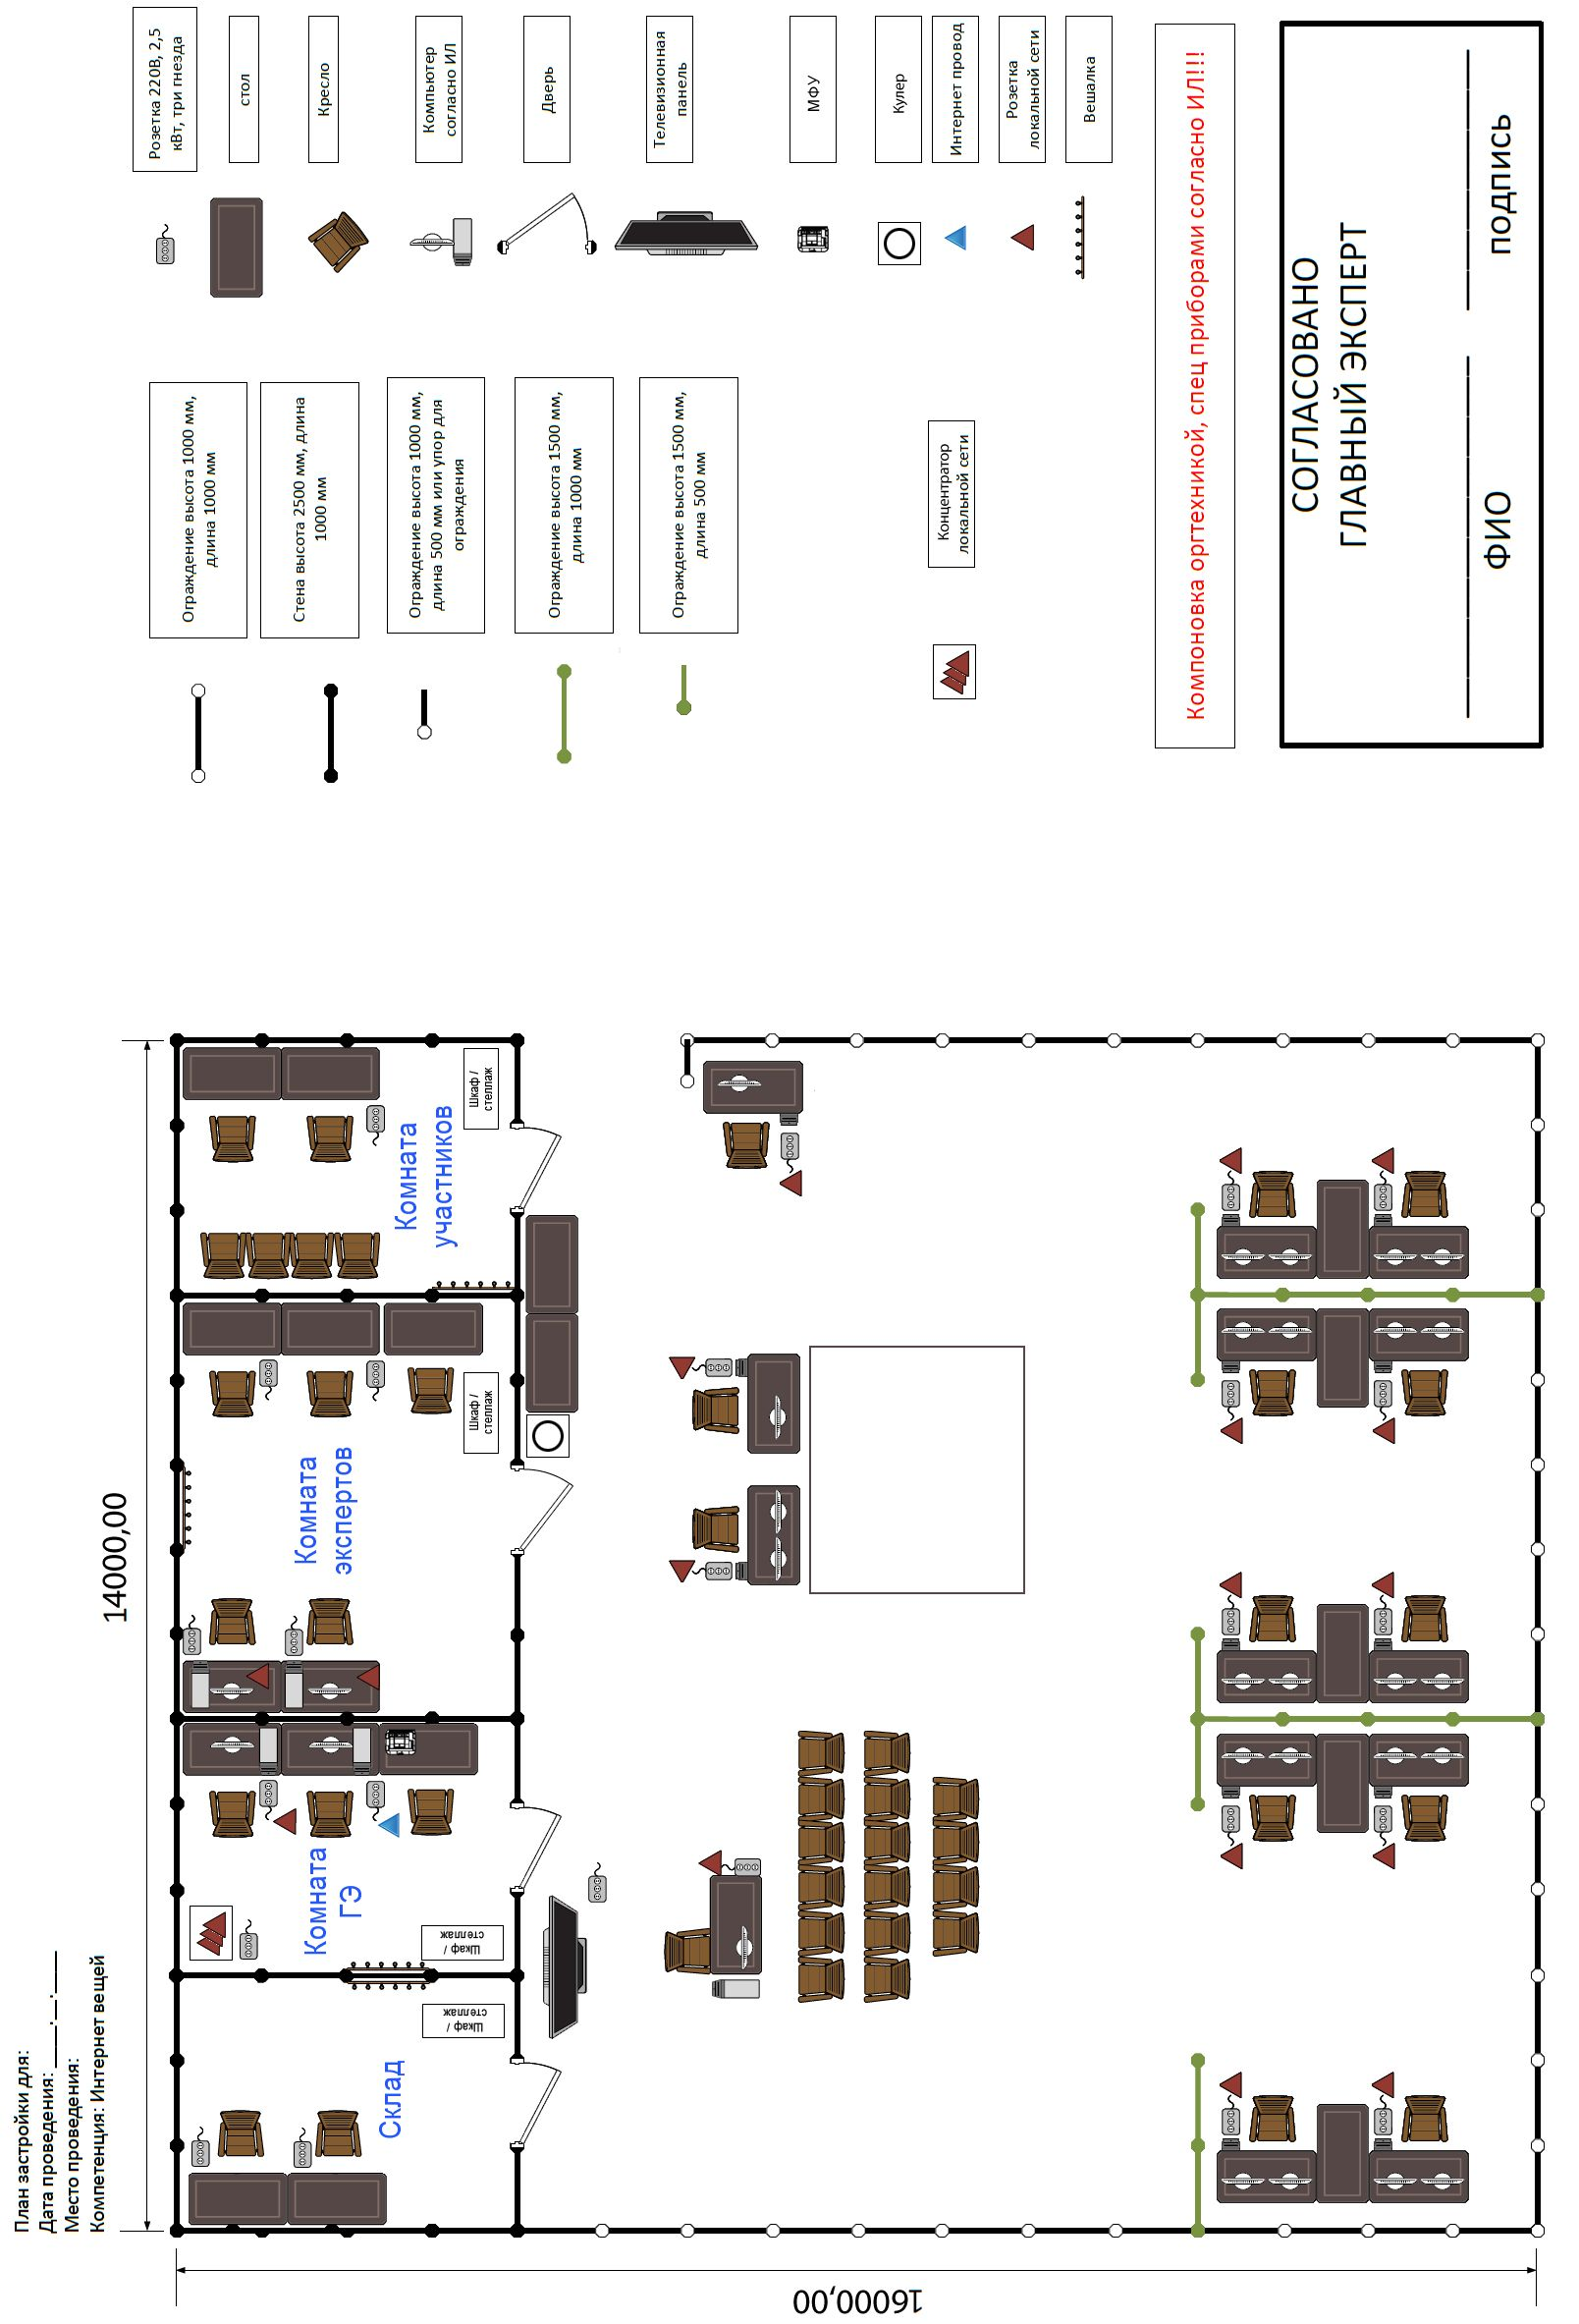 План застройки для:
Дата проведения: ____.__.____
Место проведения:
Компетенция: Интернет вещей
14000,00
16000,00
Склад
Шкаф /
стеллаж
Комната
ГЭ
Шкаф /
стеллаж
Комната
экспертов
Шкаф /
стеллаж
Комната
участников
Шкаф /
стеллаж
Ограждение высота 1000 мм,
длина 1000 мм
Стена высота 2500 мм, длина
1000 мм
Ограждение высота 1000 мм,
длина 500 мм или упор для
ограждения
Ограждение высота 1500 мм,
длина 1000 мм
Ограждение высота 1500 мм,
длина 500 мм
Концентратор
локальной сети
Розетка 220В, 2,5
кВт, три гнезда
стол
Кресло
Компьютер
согласно ИЛ
Дверь
Телевизионная
панель
МФУ
Кулер
Интернет провод
Розетка
локальной сети
Вешалка
Компоновка оргтехникой, спец приборами согласно ИЛ!!!
СОГЛАСОВАНО
ГЛАВНЫЙ ЭКСПЕРТ
ФИО
подпись